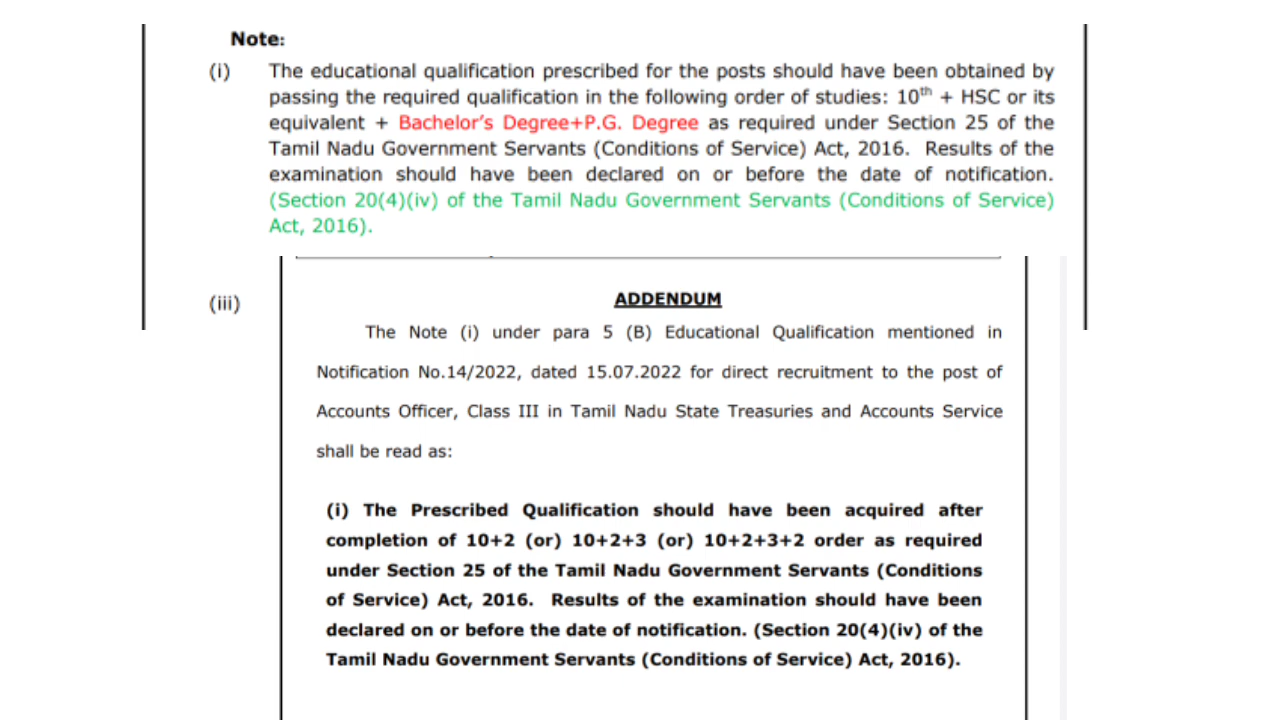 Note:
(i) The educational qualification prescribed for the posts should have been obtained by
passing the required qualification in the following order of studies: 10th + HSC or its
equivalent + Bachelor's Degree+P.G. Degree as required under Section 25 of the
Tamil Nadu Government Servants (Conditions of Service) Act, 2016. Results of the
examination should have been declared on or before the date of notification.
(Section 20(4)(iv) of the Tamil Nadu Government Servants (Conditions of Service)
Act, 2016).
(iii)
ADDENDUM
The Note (i) under para 5 (B) Educational Qualification mentioned in
Notification No.14/2022, dated 15.07.2022 for direct recruitment to the post of
Accounts Officer, Class III in Tamil Nadu State Treasuries and Accounts Service
shall be read as:
(i) The Prescribed Qualification should have been acquired after
completion of 10+2 (or) 10+2+3 (or) 10+2+3+2 order as required
under Section 25 of the Tamil Nadu Government Servants (Conditions
of Service) Act, 2016. Results of the examination should have been
declared on or before the date of notification. (Section 20(4)(iv) of the
Tamil Nadu Government Servants (Conditions of Service) Act, 2016).